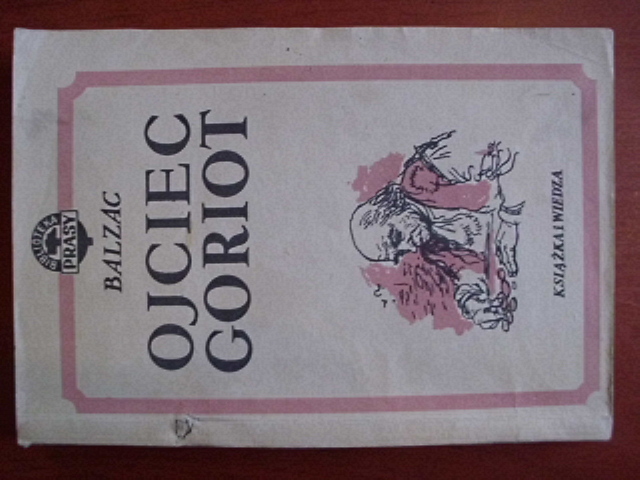 BIBLIOTEKA
PRASY
BALZAC
OJCIEC
GORIOT
KSIĄŻKA I WIEDZA